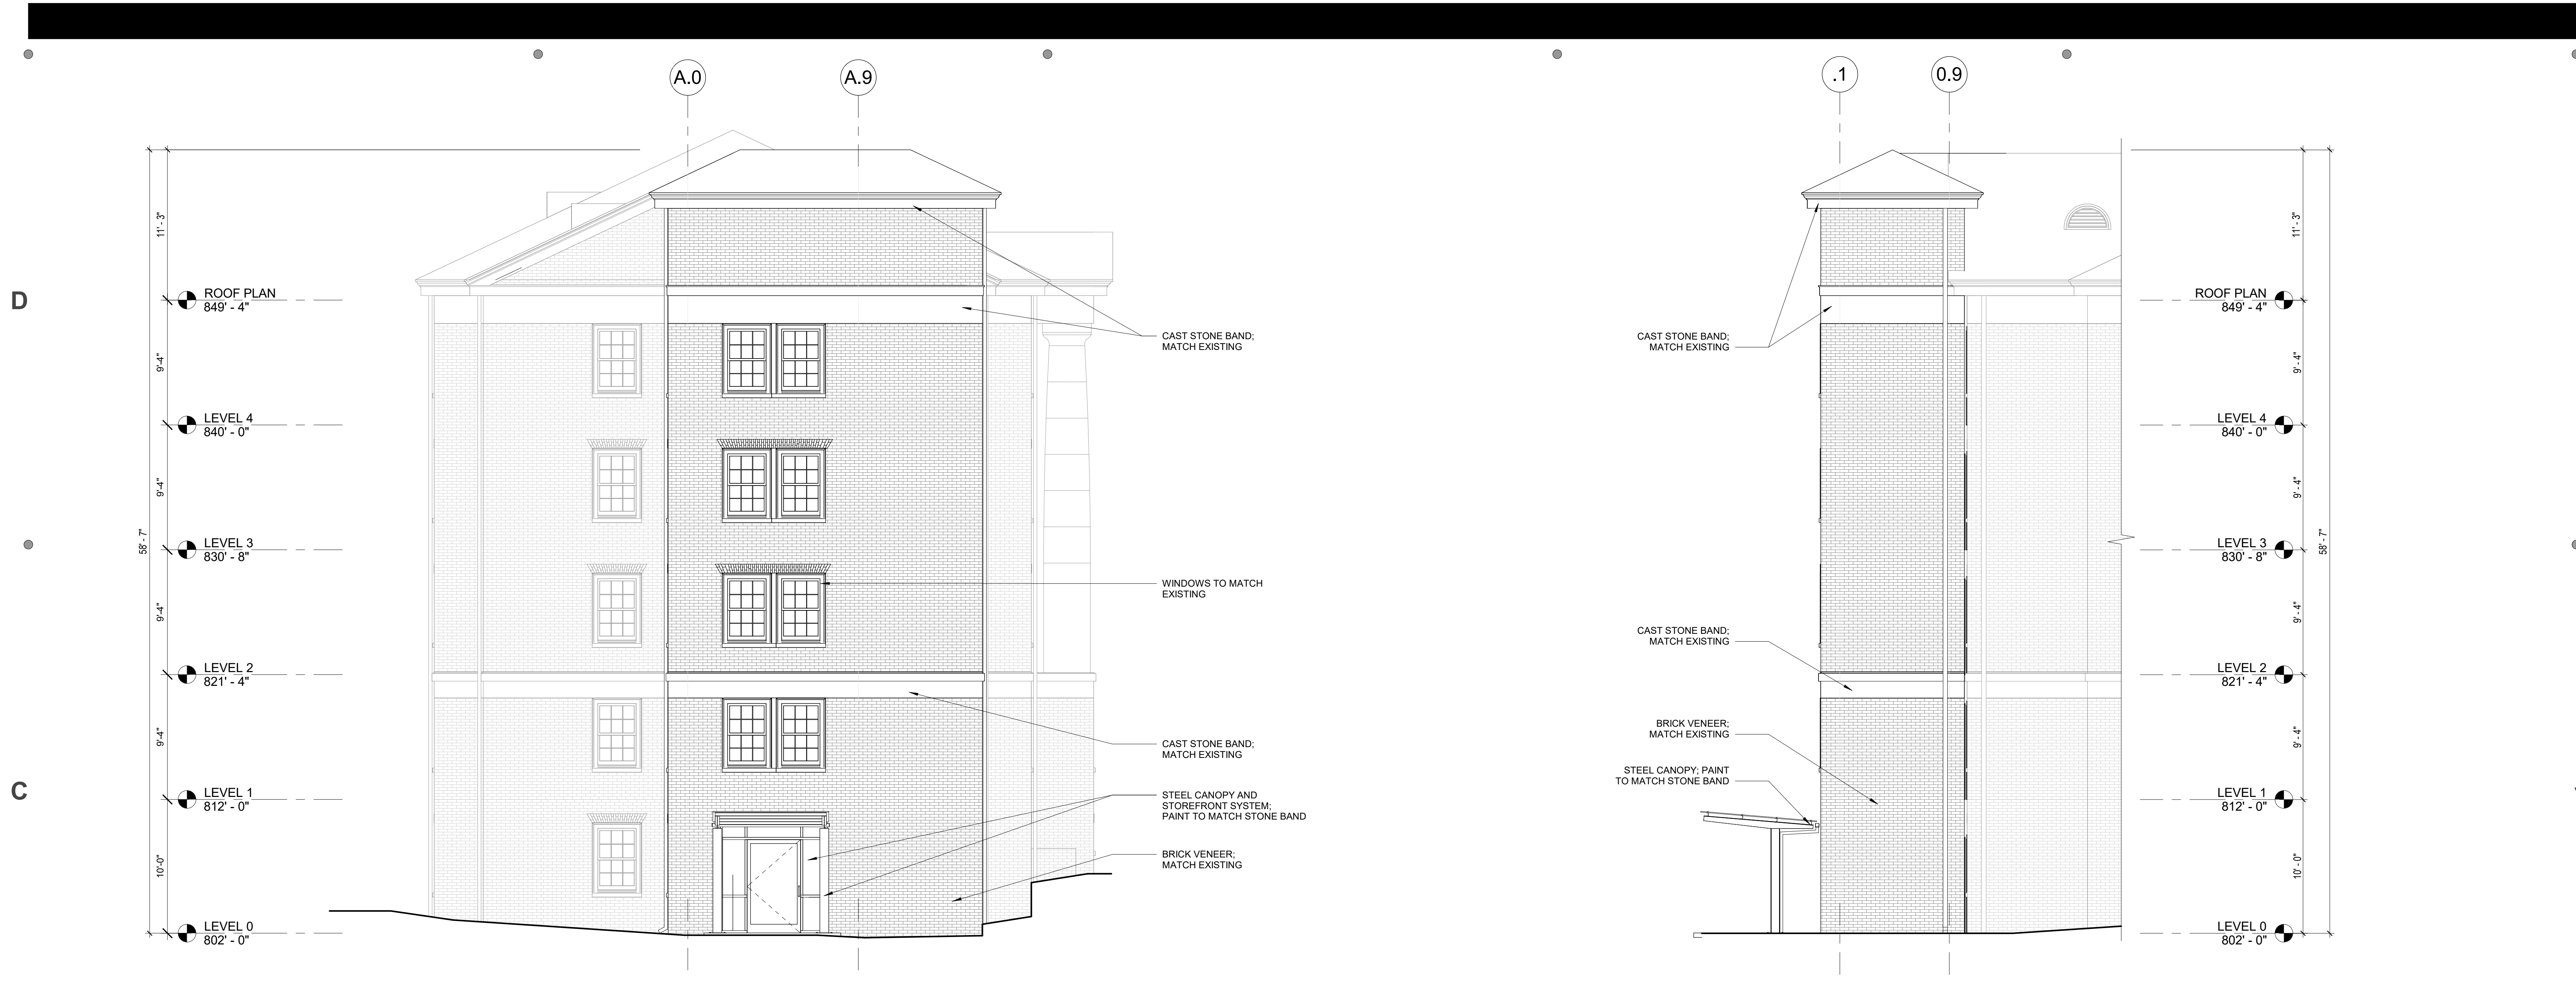 A.0
A.9
.1
0.9
D
C
11' - 3"
9'-4"
9'-4"
9'-4"
9'-4"
10'-0"
58' - 7"
ROOF PLAN
849' - 4"
LEVEL 4
840' - 0"
LEVEL 3
830' - 8"
LEVEL 2
821' - 4"
LEVEL 1
812' - 0"
LEVEL 0
802' - 0"
CAST STONE BAND;
MATCH EXISTING
WINDOWS TO MATCH
EXISTING
CAST STONE BAND;
MATCH EXISTING
STEEL CANOPY AND
STOREFRONT SYSTEM;
PAINT TO MATCH STONE BAND
BRICK VENEER;
MATCH EXISTING
CAST STONE BAND;
MATCH EXISTING
CAST STONE BAND;
MATCH EXISTING
BRICK VENEER;
MATCH EXISTING
STEEL CANOPY; PAINT
TO MATCH STONE BAND
ROOF PLAN
849' - 4"
LEVEL 4
840' - 0"
LEVEL 3
830' - 8"
LEVEL 2
821' - 4"
LEVEL 1
812' - 0"
LEVEL 0
802' - 0"
11' - 3"
9' - 4"
9' - 4"
9' - 4"
9' - 4"
10' - 0"
58' - 7"